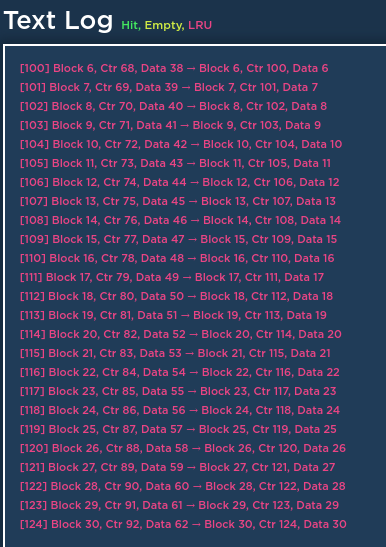 Text Log Hit, Empty, LRU
[100] Block 6, Ctr 68, Data 38 → Block 6, Ctr 100, Data 6
[101] Block 7, Ctr 69, Data 39 → Block 7, Ctr 101, Data 7
[102] Block 8, Ctr 70, Data 40 → Block 8, Ctr 102, Data 8
[103] Block 9, Ctr 71, Data 41 → Block 9, Ctr 103, Data 9
[104] Block 10, Ctr 72, Data 42 → Block 10, Ctr 104, Data 10
[105] Block 11, Ctr 73, Data 43 → Block 11, Ctr 105, Data 11
[106] Block 12, Ctr 74, Data 44 → Block 12, Ctr 106, Data 12
[107] Block 13, Ctr 75, Data 45 → Block 13, Ctr 107, Data 13
[108] Block 14, Ctr 76, Data 46 → Block 14, Ctr 108, Data 14
[109] Block 15, Ctr 77, Data 47 → Block 15, Ctr 109, Data 15
[110] Block 16, Ctr 78, Data 48 → Block 16, Ctr 110, Data 16
[111] Block 17, Ctr 79, Data 49 → Block 17, Ctr 111, Data 17
[112] Block 18, Ctr 80, Data 50 → Block 18, Ctr 112, Data 18
[113] Block 19, Ctr 81, Data 51 → Block 19, Ctr 113, Data 19
[114] Block 20, Ctr 82, Data 52 → Block 20, Ctr 114, Data 20
[115] Block 21, Ctr 83, Data 53 → Block 21, Ctr 115, Data 21
[116] Block 22, Ctr 84, Data 54 → Block 22, Ctr 116, Data 22
[117] Block 23, Ctr 85, Data 55 → Block 23, Ctr 117, Data 23
[118] Block 24, Ctr 86, Data 56 → Block 24, Ctr 118, Data 24
[119] Block 25, Ctr 87, Data 57 → Block 25, Ctr 119, Data 25
[120] Block 26, Ctr 88, Data 58 → Block 26, Ctr 120, Data 26
[121] Block 27, Ctr 89, Data 59 → Block 27, Ctr 121, Data 27
[122] Block 28, Ctr 90, Data 60 → Block 28, Ctr 122, Data 28
[123] Block 29, Ctr 91, Data 61 → Block 29, Ctr 123, Data 29
[124] Block 30, Ctr 92, Data 62 → Block 30, Ctr 124, Data 30